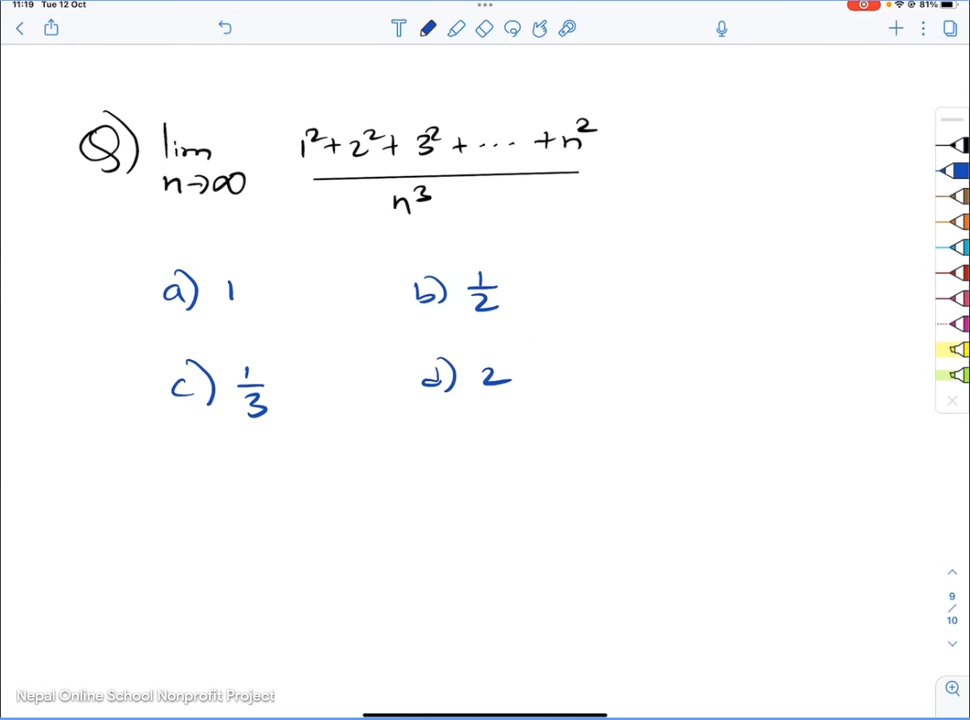 11:19 Tue 12 Oct
81%
Q) lim n→∞ 1²+2²+3²+····+n² / n³
a) 1 b) 1/2
c) 1/3 d) 2
9 / 10
Nepal Online School Nonprofit Project